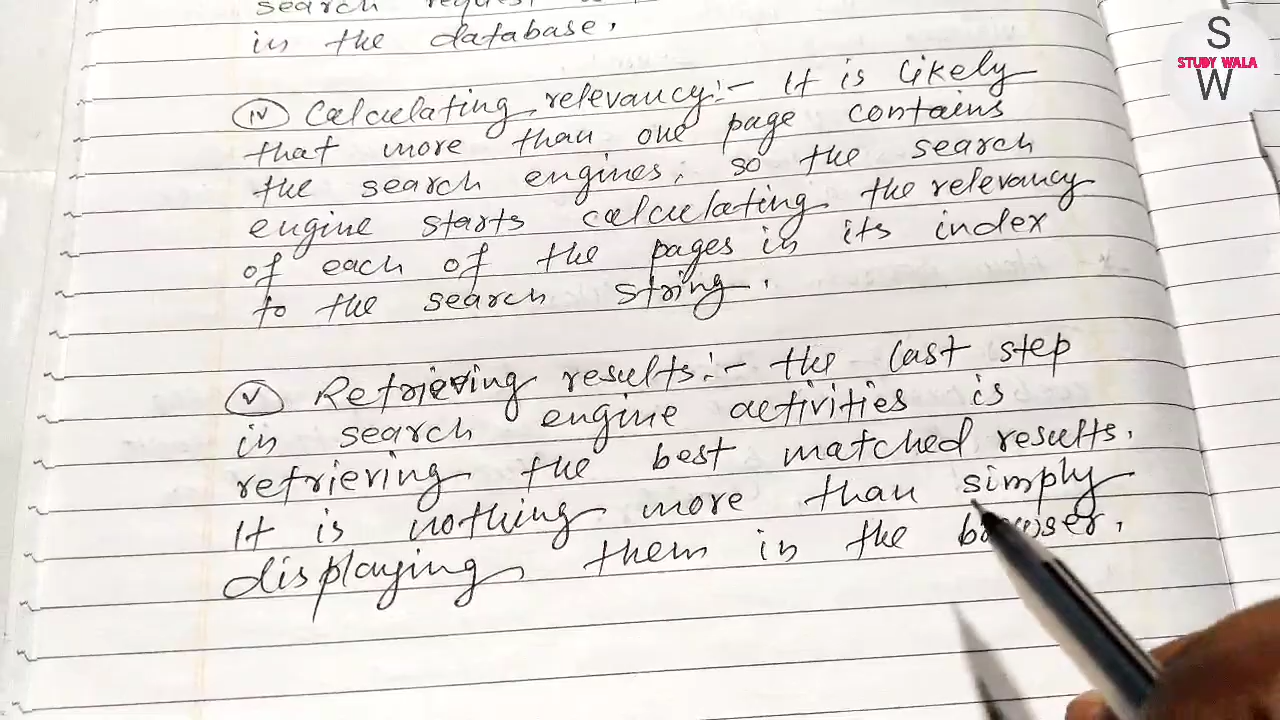 search request
in the database.
(iv) Calculating relevancy:- It is likely
that more than one page contains
the search engines, so the search
engine starts calculating the relevancy
of each of the pages in its index
to the search string.
(v) Retrieving results:- the last step
in search engine activities is
retrieving the best matched results.
It is nothing more than simply
displaying them in the browser.
S
STUDY WALA
W